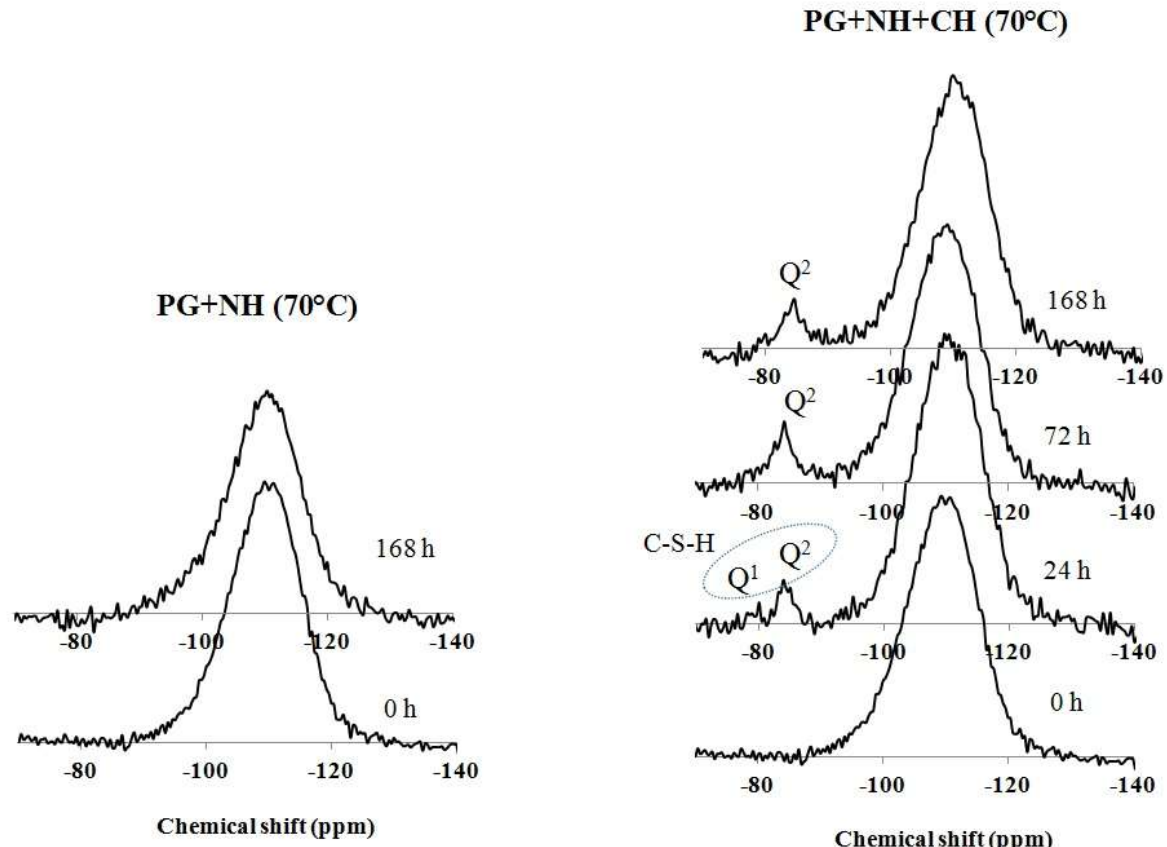 PG+NH (70°C)
168 h
-80 -100 -120 -140
0 h
-80 -100 -120 -140
Chemical shift (ppm)
PG+NH+CH (70°C)
Q²
168 h
-80 -100 -120 -140
Q²
72 h
-80 -100 -120 -140
C-S-H
Q¹ Q²
24 h
-80 -100 -120 -140
0 h
-80 -100 -120 -140
Chemical shift (ppm)